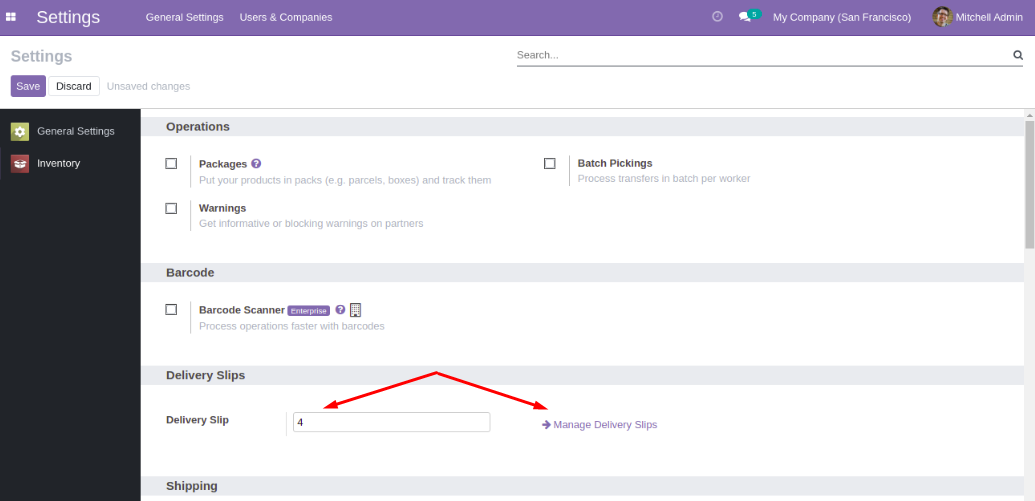 Settings General Settings Users & Companies 5 My Company (San Francisco) Mitchell Admin
Settings Search...
Save Discard Unsaved changes
General Settings
Inventory
Operations
Packages ?
Put your products in packs (e.g. parcels, boxes) and track them
Batch Pickings
Process transfers in batch per worker
Warnings
Get informative or blocking warnings on partners
Barcode
Barcode Scanner Enterprise ?
Process operations faster with barcodes
Delivery Slips
Delivery Slip 4 Manage Delivery Slips
Shipping